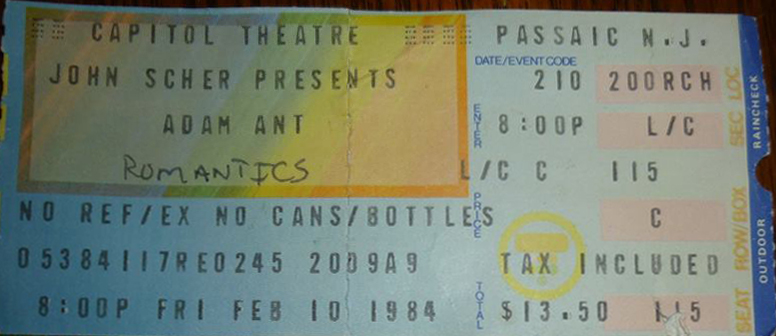 CAPITOL THEATRE PASSAIC N.J.
DATE/EVENT CODE
JOHN SCHER PRESENTS 210 200RCH
ADAM ANT ENTER 8:00P L/C
ROMANTICS L/C C 115
NO REF/EX NO CANS/BOTTLES PRICE C
05384117RE0245 2009A9 TAX INCLUDED
8:00P FRI FEB 10 1984 TOTAL $13.50 115
SEC LOC
ROW/BOX
SEAT
RAINCHECK
OUTDOOR